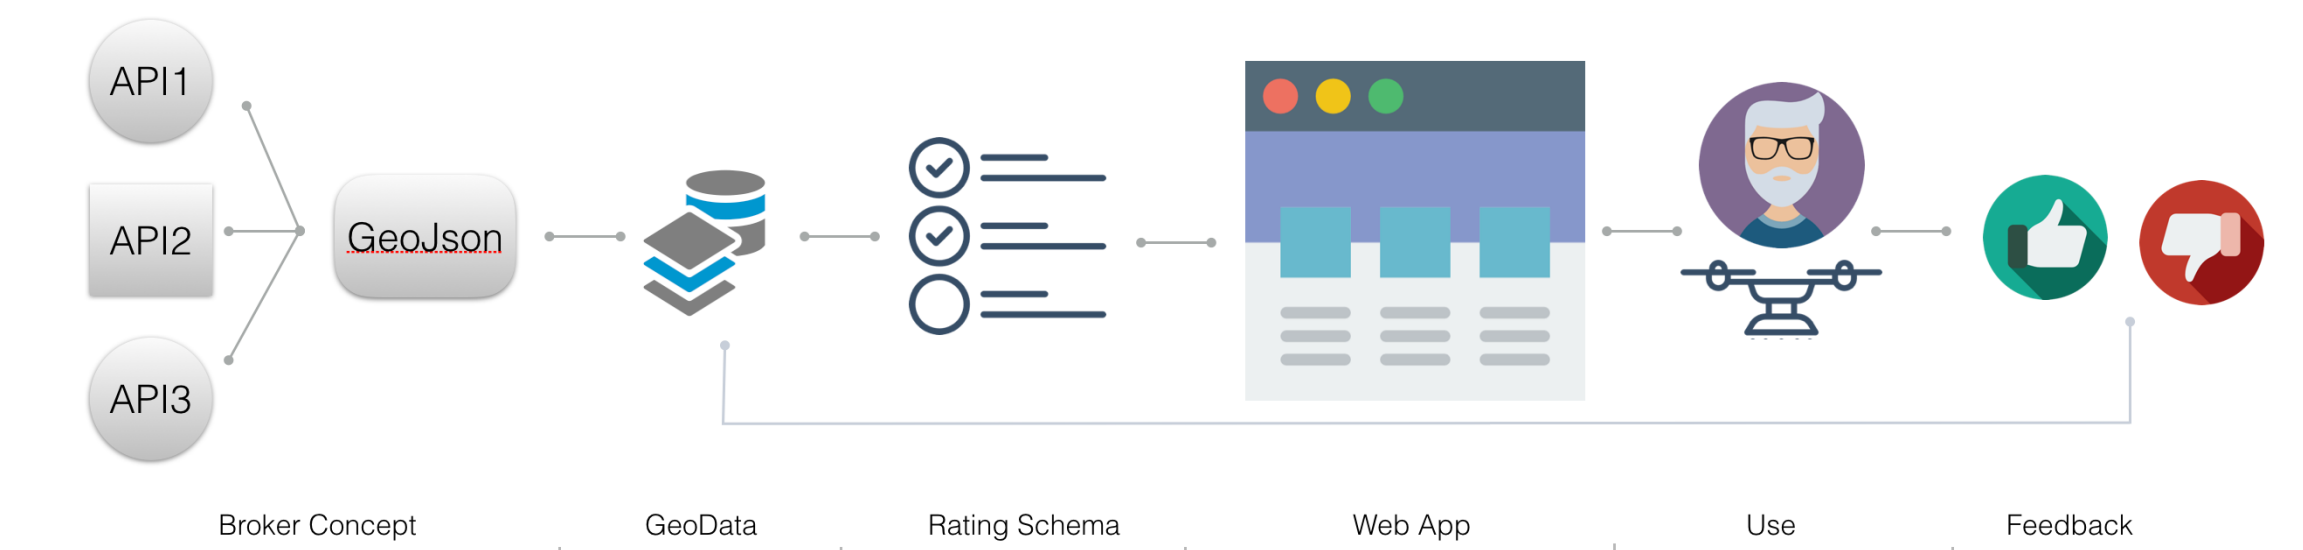 API1
API2
API3
GeoJson
Broker Concept
GeoData
Rating Schema
Web App
Use
Feedback